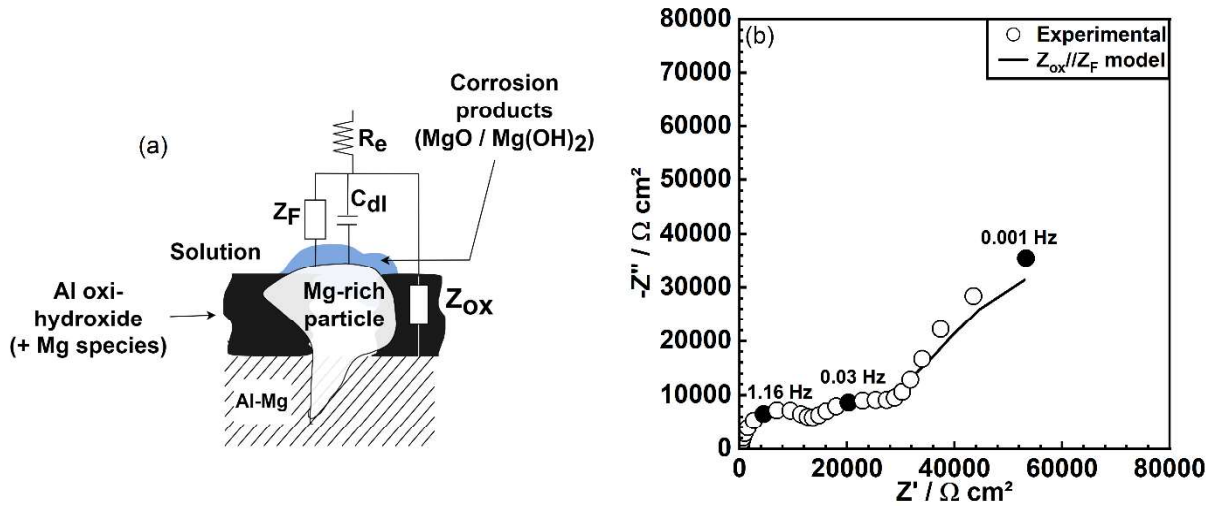 (a)
Corrosion
products
(MgO / Mg(OH)2)
Re
ZF
Cdl
Solution
Mg-rich
particle
Zox
Al oxi-
hydroxide
(+ Mg species)
Al-Mg
(b)
Experimental
Zox//ZF model
0.001 Hz
0.03 Hz
1.16 Hz
-Z'' / Ω cm²
80000
70000
60000
50000
40000
30000
20000
10000
0
0 20000 40000 60000 80000
Z' / Ω cm²